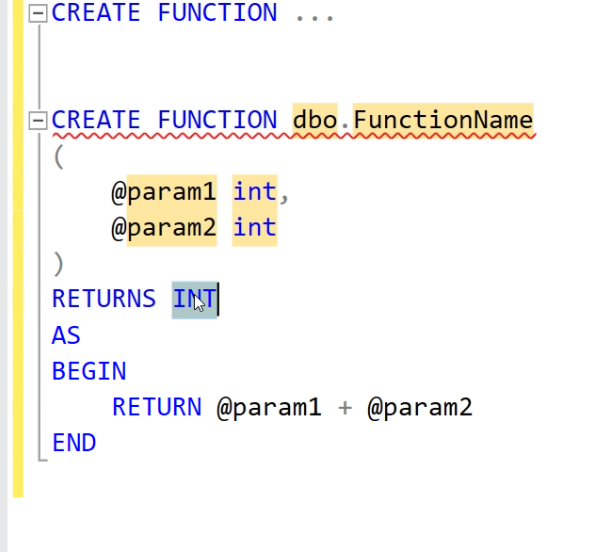 CREATE FUNCTION ...
CREATE FUNCTION dbo.FunctionName
(
@param1 int,
@param2 int
)
RETURNS INT
AS
BEGIN
RETURN @param1 + @param2
END